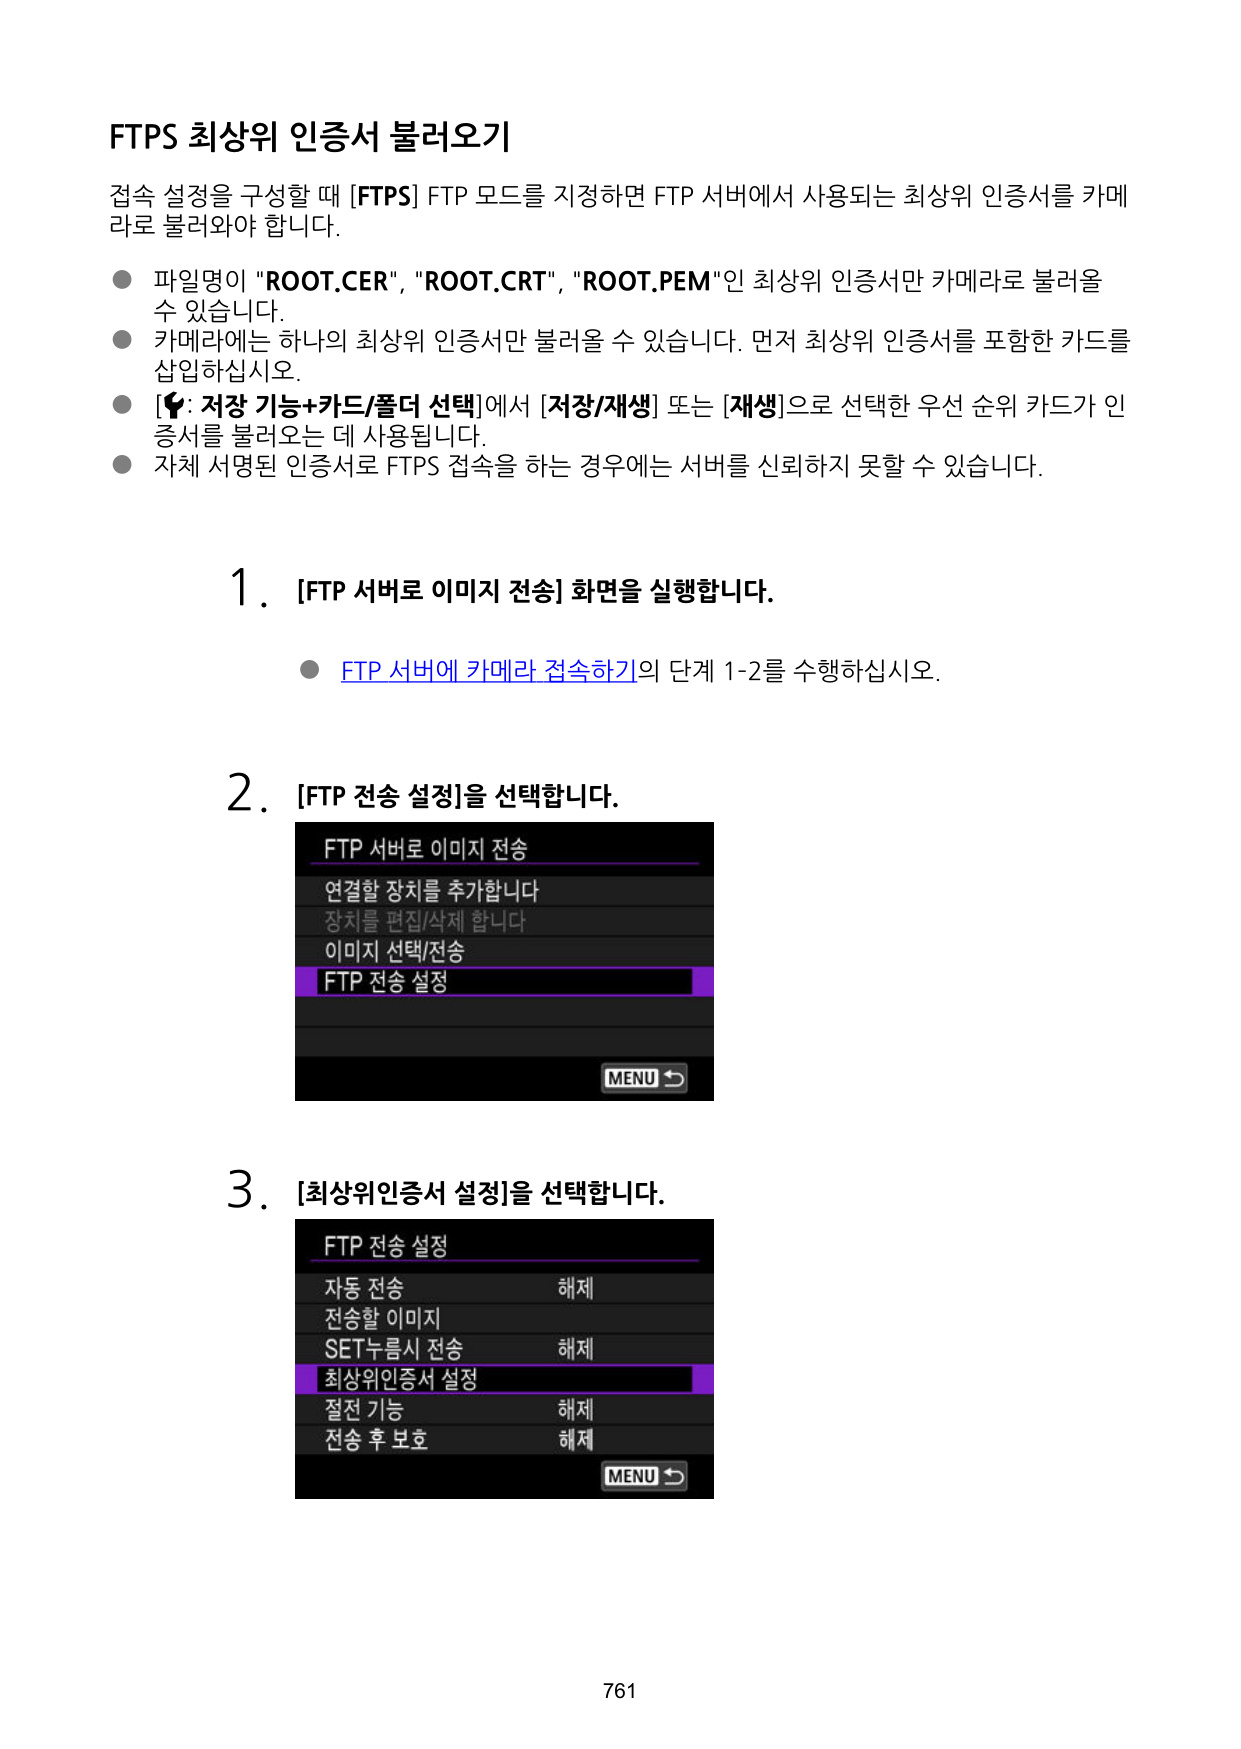 FTPS 최상위 인증서 불러오기
접속 설정을 구성할 때 [FTPS] FTP 모드를 지정하면 FTP 서버에서 사용되는 최상위 인증서를 카메
라로 불러와야 합니다.
● 파일명이 "ROOT.CER", "ROOT.CRT", "ROOT.PEM"인 최상위 인증서만 카메라로 불러올
수 있습니다.
● 카메라에는 하나의 최상위 인증서만 불러올 수 있습니다. 먼저 최상위 인증서를 포함한 카드를
삽입하십시오.
● [: 저장 기능+카드/폴더 선택]에서 [저장/재생] 또는 [재생]으로 선택한 우선 순위 카드가 인
증서를 불러오는 데 사용됩니다.
● 자체 서명된 인증서로 FTPS 접속을 하는 경우에는 서버를 신뢰하지 못할 수 있습니다.
1. [FTP 서버로 이미지 전송] 화면을 실행합니다.
● FTP 서버에 카메라 접속하기의 단계 1-2를 수행하십시오.
2. [FTP 전송 설정]을 선택합니다.
FTP 서버로 이미지 전송
연결할 장치를 추가합니다
장치를 편집/삭제 합니다
이미지 선택/전송
FTP 전송 설정
MENU
3. [최상위인증서 설정]을 선택합니다.
FTP 전송 설정
자동 전송 해제
전송할 이미지
SET누름시 전송 해제
최상위인증서 설정
절전 기능 해제
전송 후 보호 해제
MENU
761